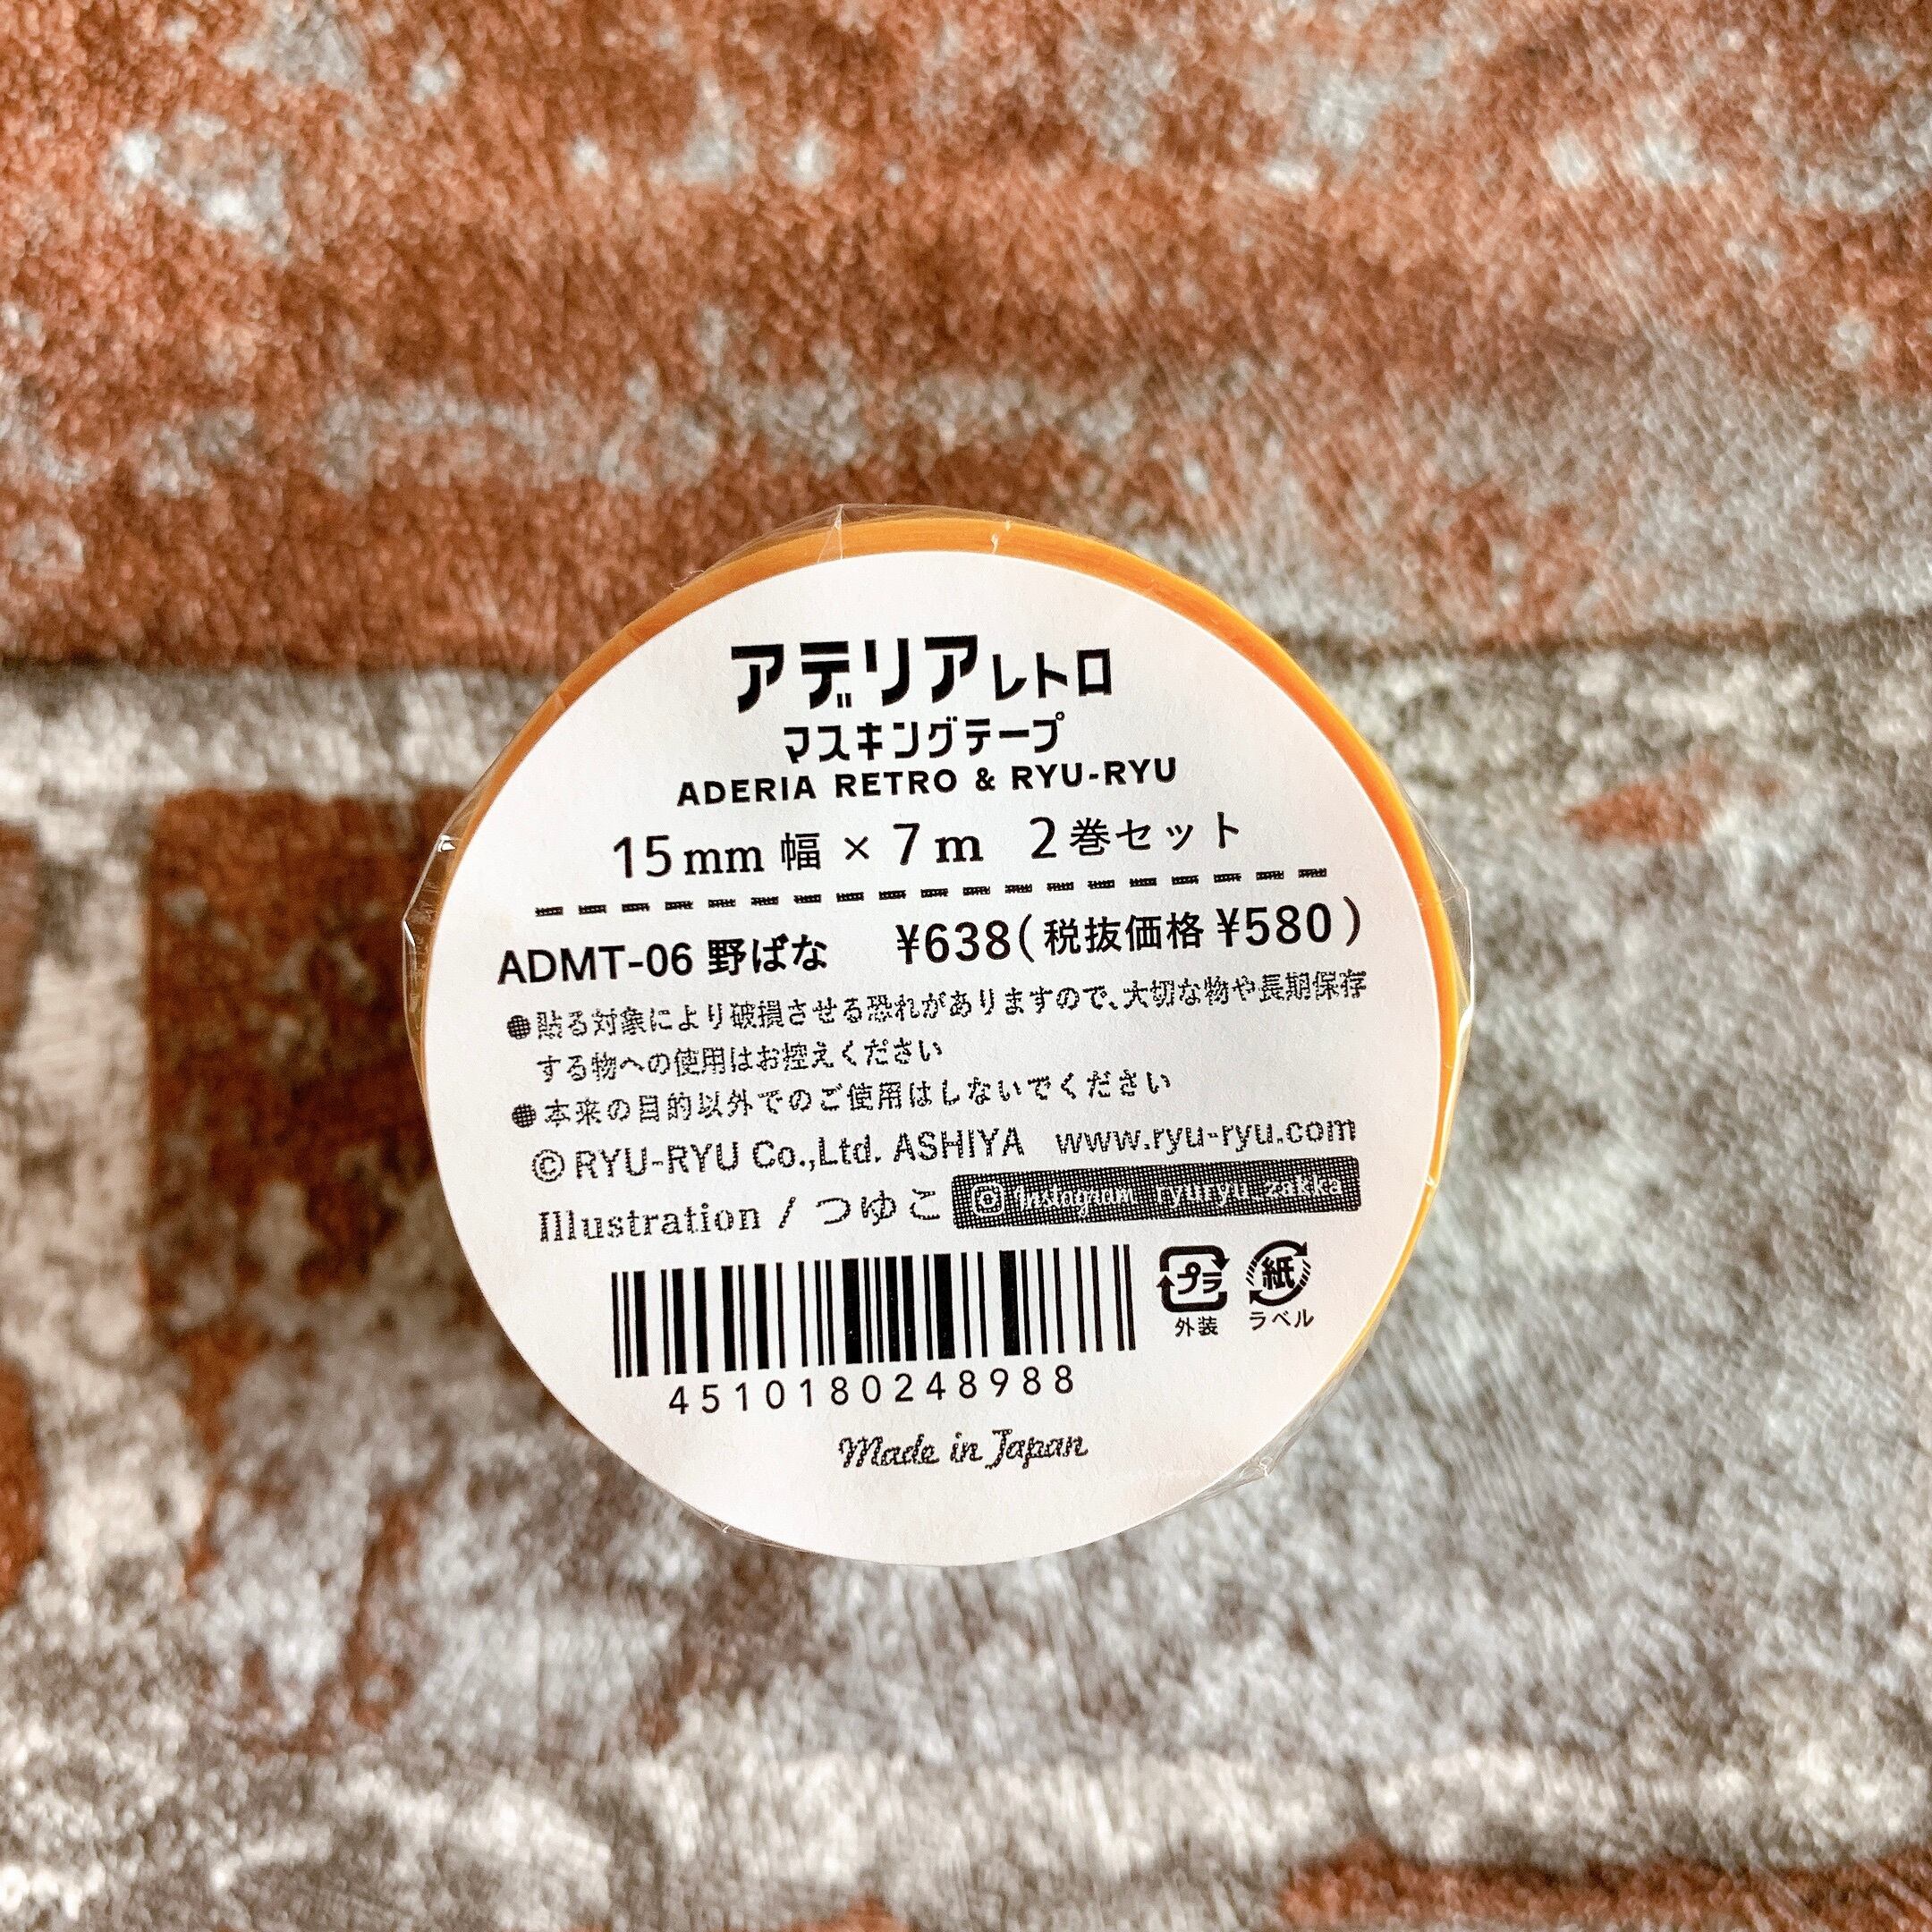 アデリアレトロ
マスキングテープ
ADERIA RETRO & RYU-RYU
15mm 幅 × 7m 2巻セット
ADMT-06 野ばな ¥638(税抜価格 ¥580)
●貼る対象により破損させる恐れがありますので、大切な物や長期保存
する物への使用はお控えください
●本来の目的以外でのご使用はしないでください
©RYU-RYU Co.,Ltd. ASHIYA www.ryu-ryu.com
Illustration / つゆこ Instagram ryuryu_zakka
プラ 紙
外装 ラベル
4510180248988
Made in Japan